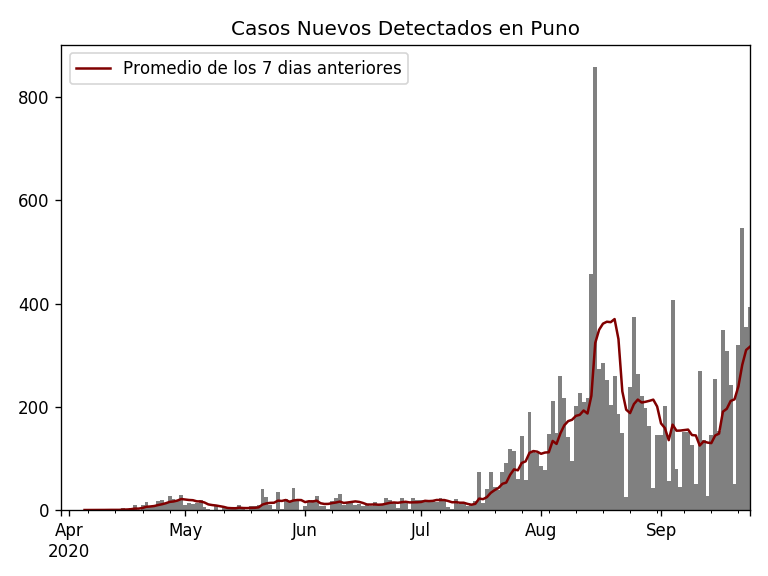 Casos Nuevos Detectados en Puno
Promedio de los 7 dias anteriores
800
600
400
200
0
Apr May Jun Jul Aug Sep
2020